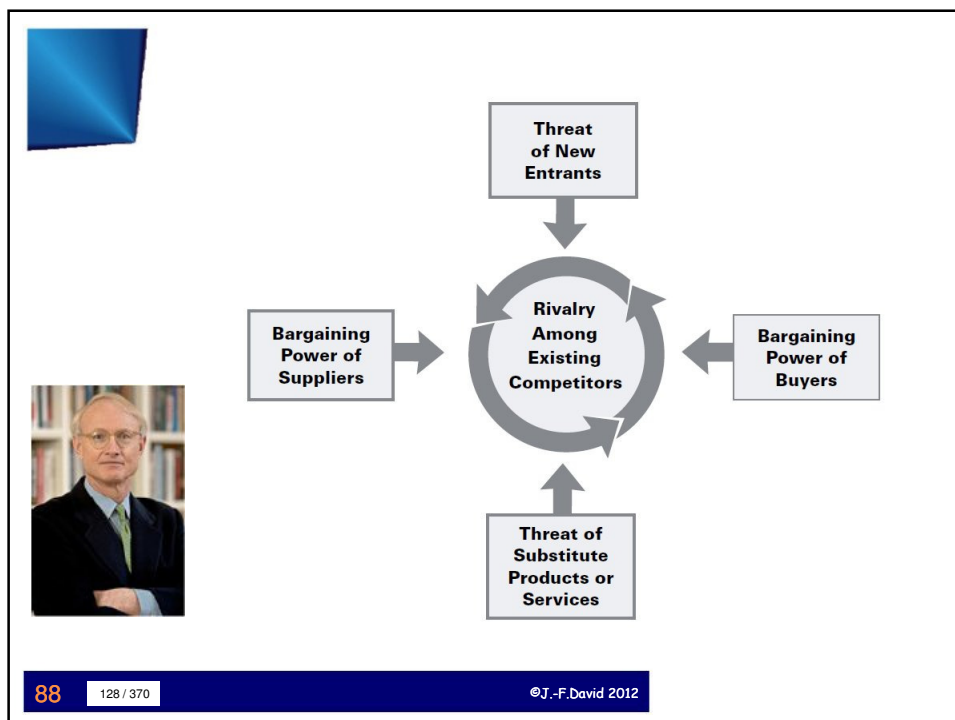 Threat
of New
Entrants
Bargaining
Power of
Suppliers
Rivalry
Among
Existing
Competitors
Bargaining
Power of
Buyers
Threat of
Substitute
Products or
Services
88
128 / 370
©J.-F.David 2012